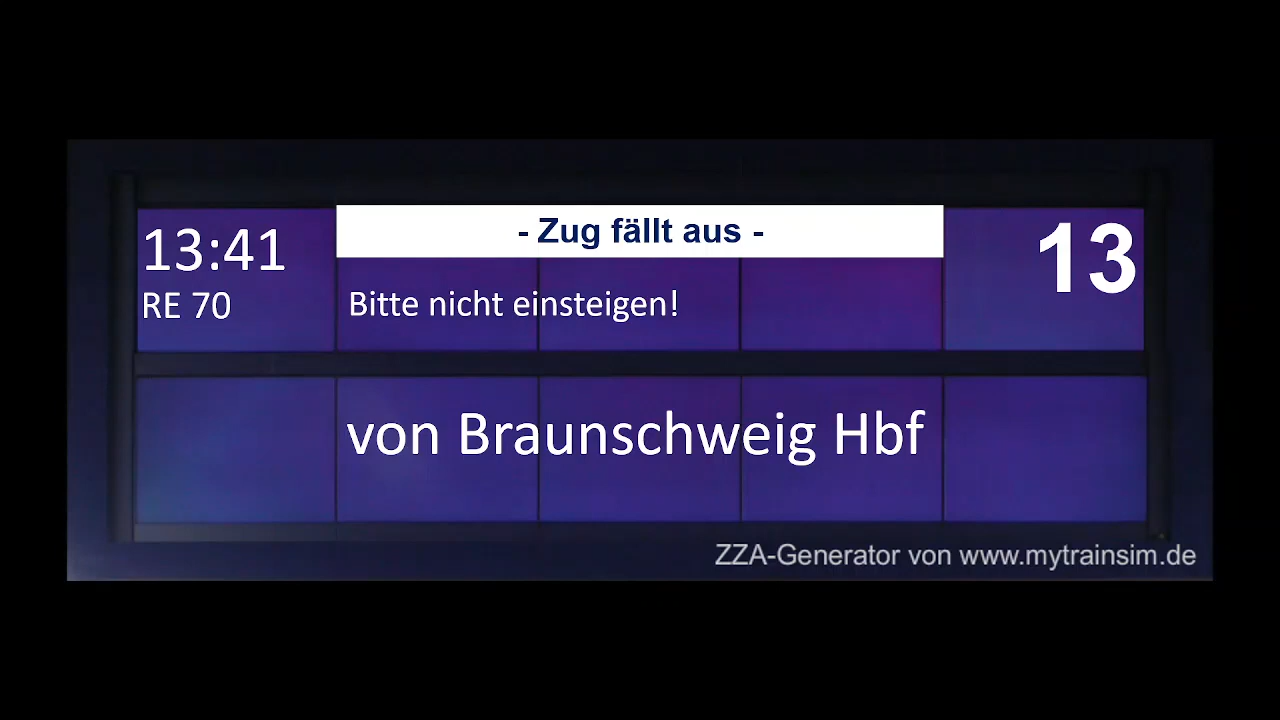 - Zug fällt aus -
13:41
13
RE 70
Bitte nicht einsteigen!
von Braunschweig Hbf
ZZA-Generator von www.mytrainsim.de